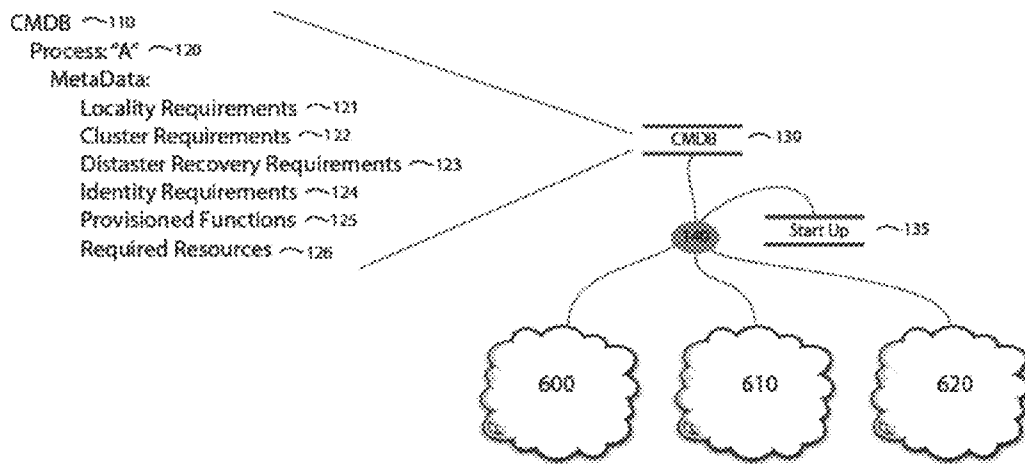 CMDB 110
Process: "A" 120
MetaData:
Locality Requirements 121
Cluster Requirements 122
Distaster Recovery Requirements 123
Identity Requirements 124
Provisioned Functions 125
Required Resources 126
CMDB 130
Start Up 135
600
610
620